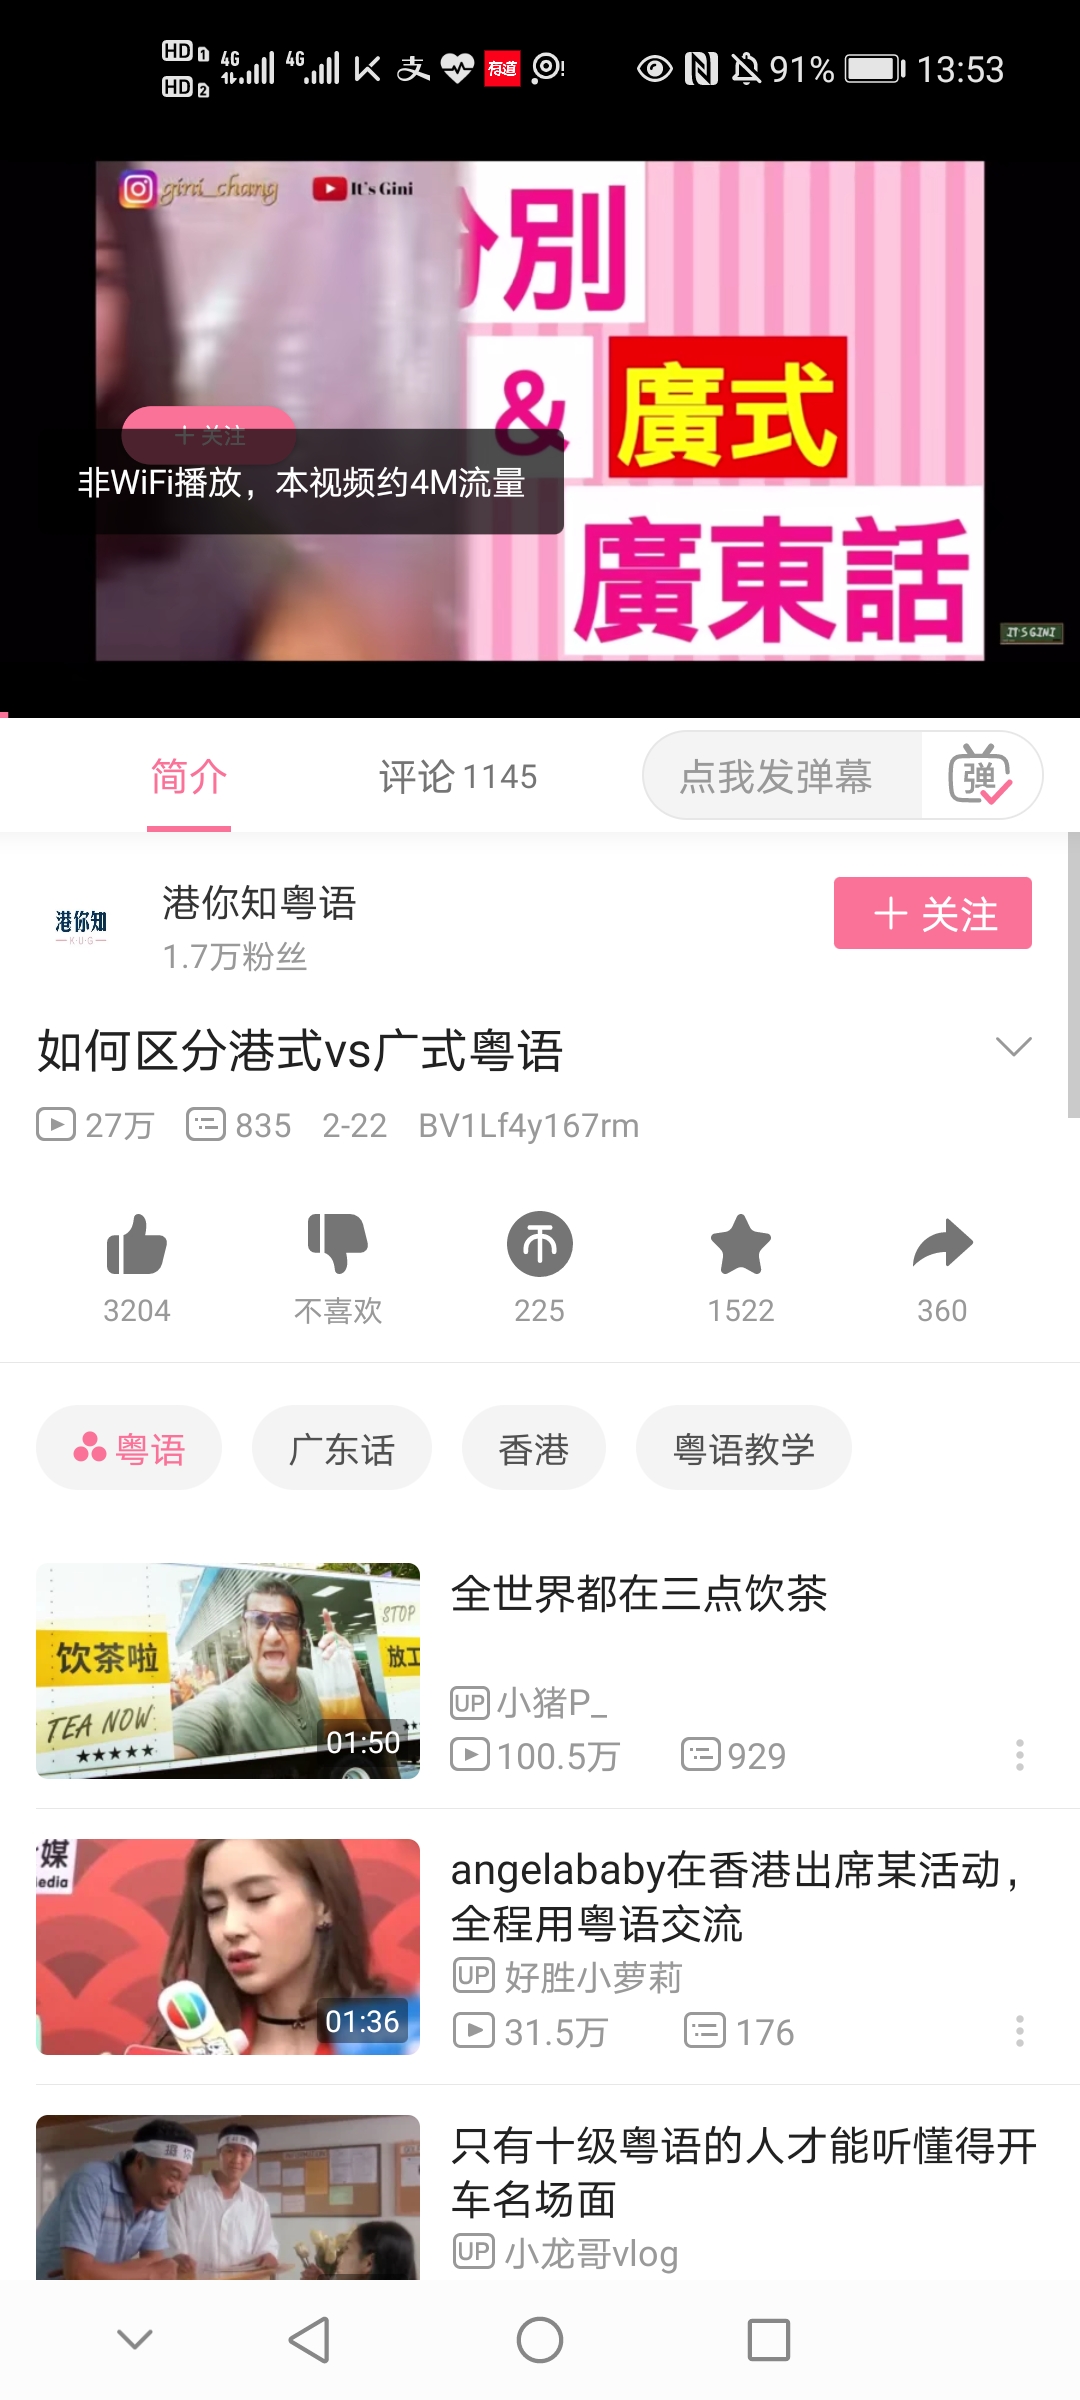 HD 1 4G 4G 有道 91% 13:53
HD 2
gini_chang It's Gini
別
& 廣式
+ 关注
非WiFi播放，本视频约4M流量
廣東話
IT'S GINI
简介 评论 1145 点我发弹幕 弹
港你知
K·U·G
港你知粤语
1.7万粉丝
+ 关注
如何区分港式vs广式粤语
27万 835 2-22 BV1Lf4y167rm
3204 不喜欢 225 1522 360
粤语 广东话 香港 粤语教学
饮茶啦
TEA NOW
STOP
放工
01:50
全世界都在三点饮茶
UP 小猪P_
100.5万 929
媒
edia
01:36
angelababy在香港出席某活动，
全程用粤语交流
UP 好胜小萝莉
31.5万 176
只有十级粤语的人才能听懂得开
车名场面
UP 小龙哥vlog